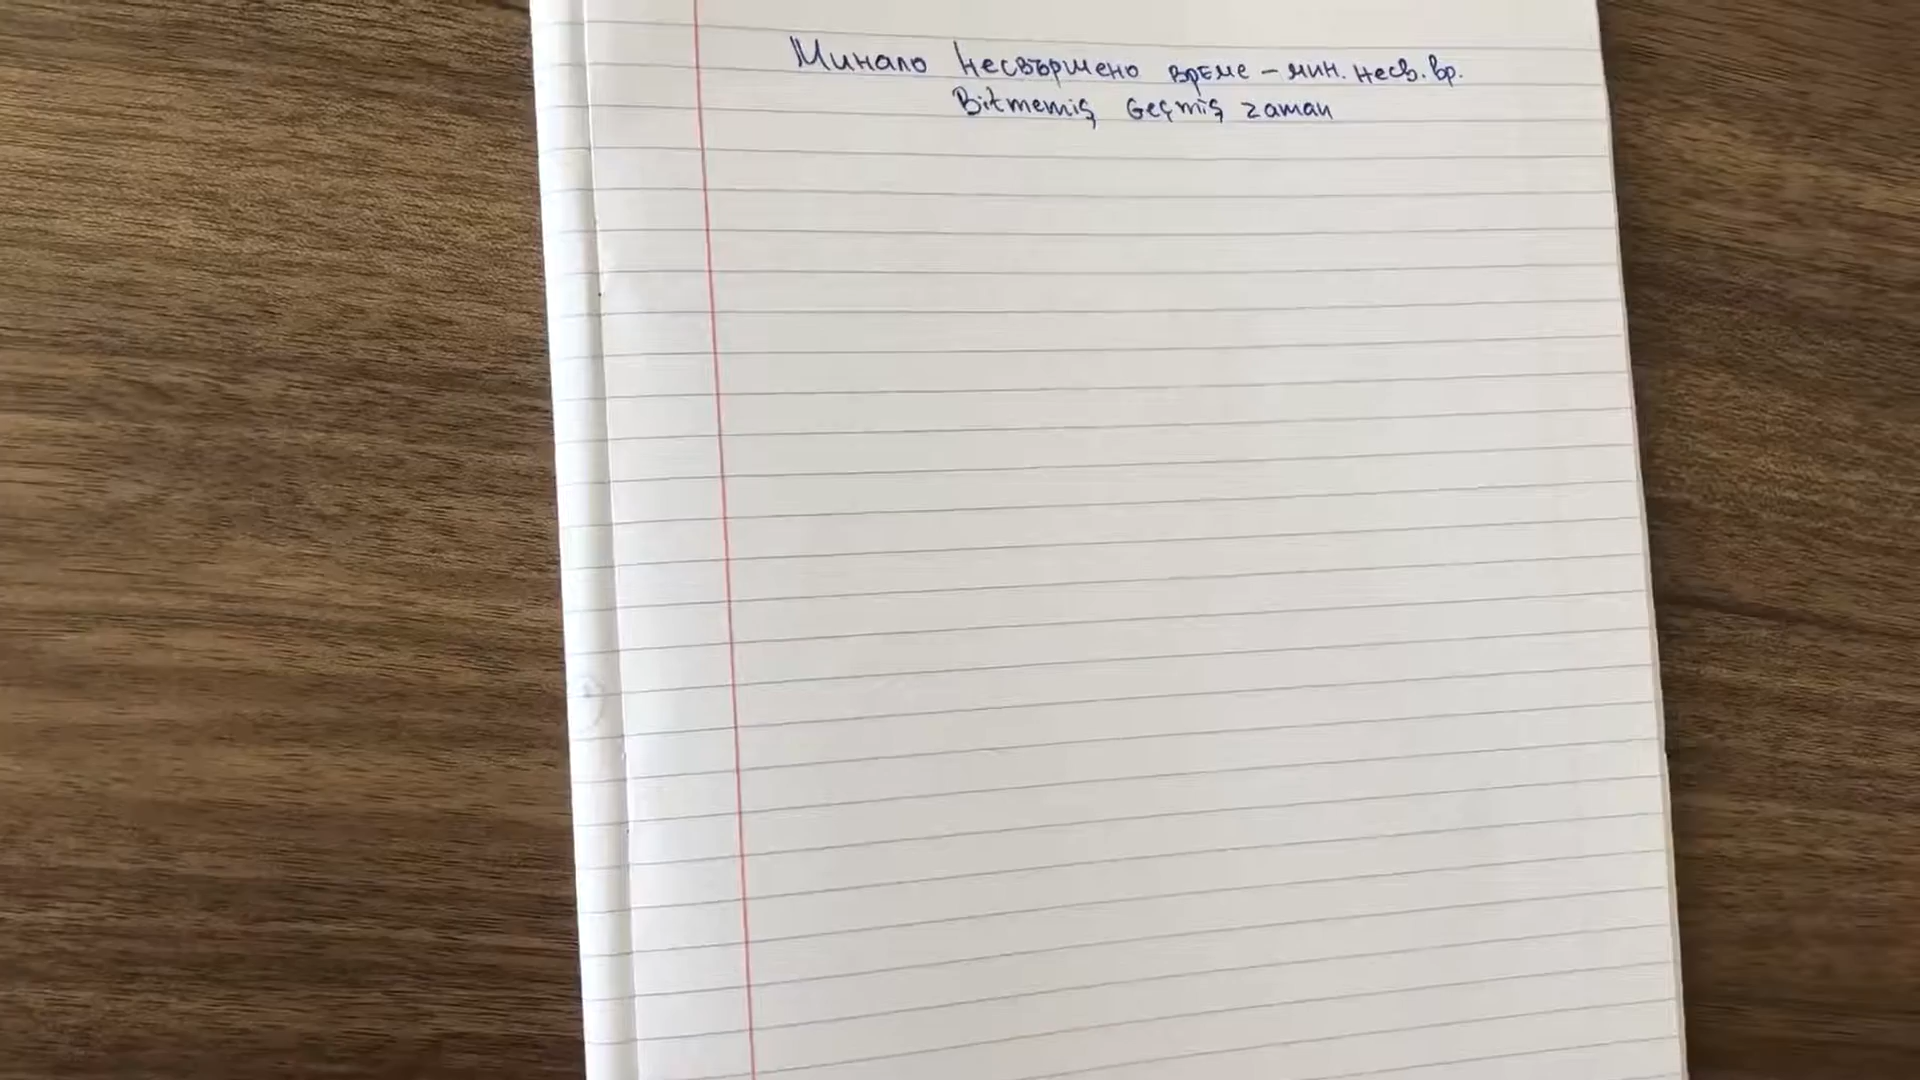 Минало несвършено време – мин. несв. вр.
Bitmemiş Geçmiş zaman